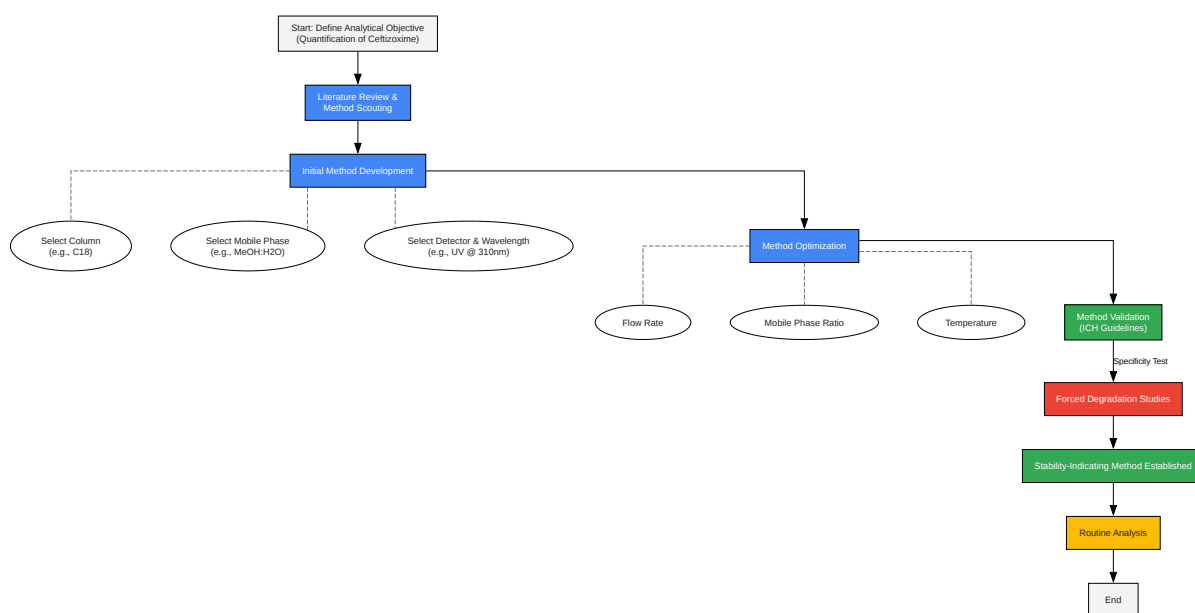 Start: Define Analytical Objective
(Quantification of Ceftizoxime)
Literature Review &
Method Scouting
Initial Method Development
Select Column
(e.g., C18)
Select Mobile Phase
(e.g., MeOH:H2O)
Select Detector & Wavelength
(e.g., UV @ 310nm)
Method Optimization
Flow Rate
Mobile Phase Ratio
Temperature
Method Validation
(ICH Guidelines)
Specificity Test
Forced Degradation Studies
Stability-Indicating Method Established
Routine Analysis
End